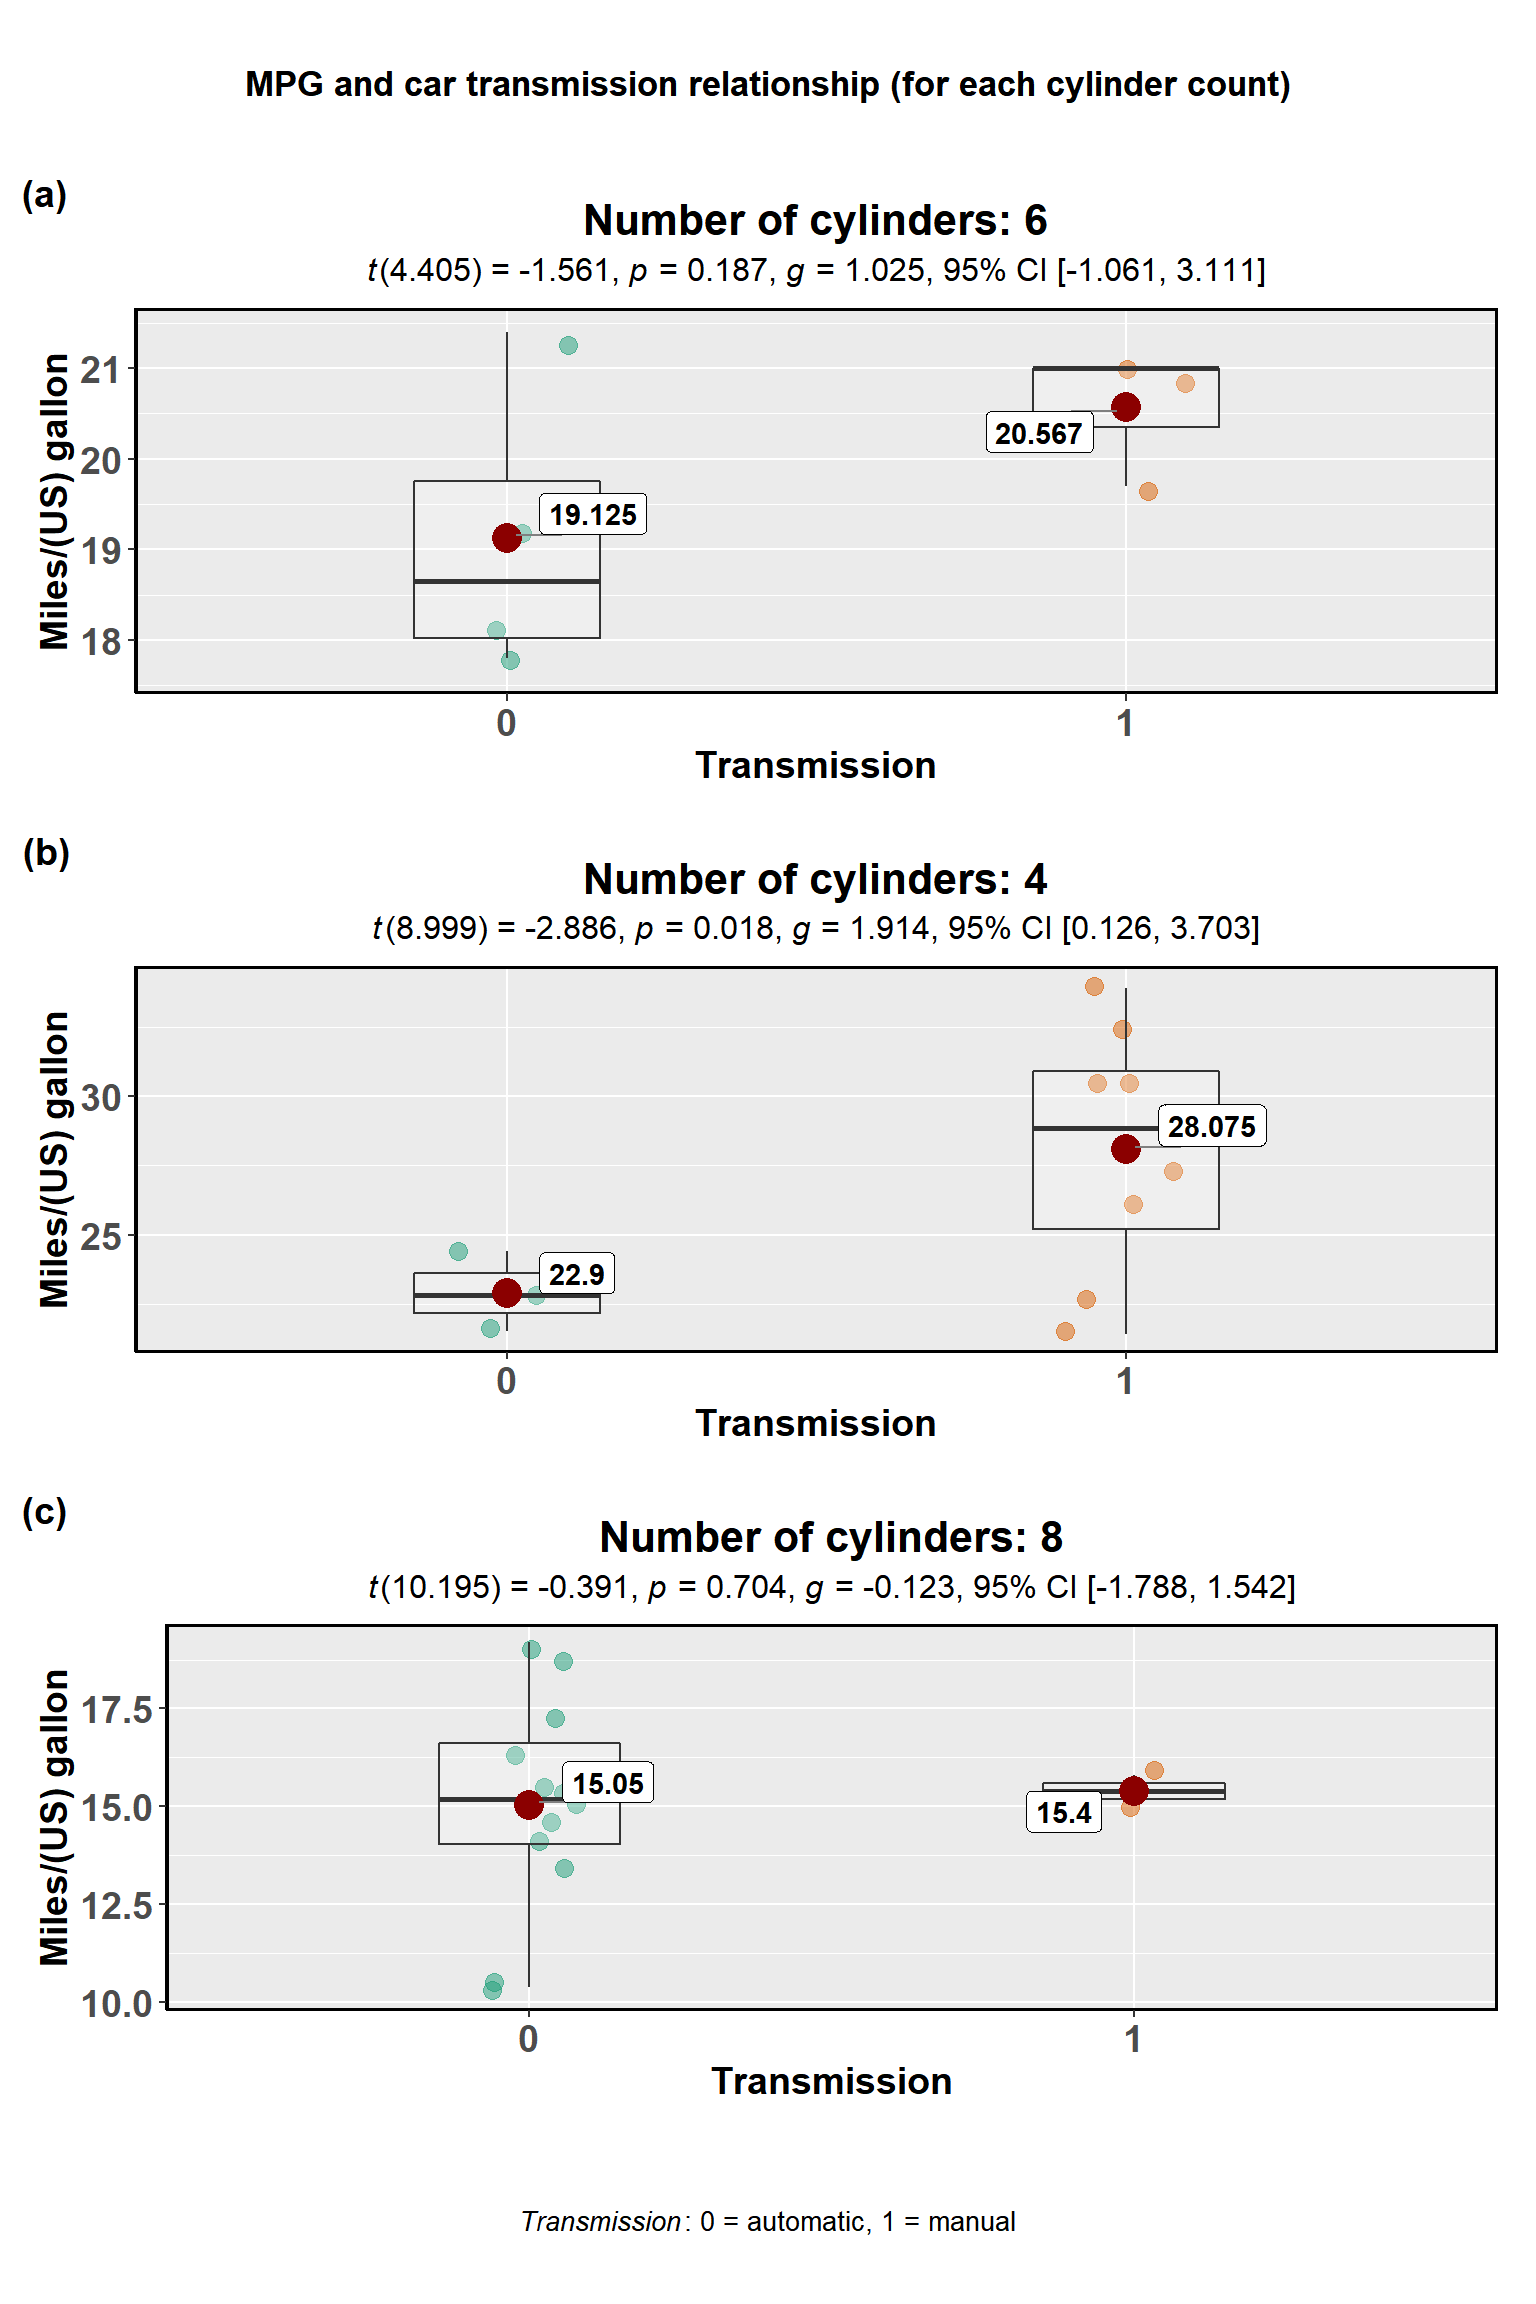 MPG and car transmission relationship (for each cylinder count)
(a)
Number of cylinders: 6
t(4.405) = -1.561, p = 0.187, g = 1.025, 95% CI [-1.061, 3.111]
Miles/(US) gallon
21
20
19
18
19.125
20.567
0 1
Transmission
(b)
Number of cylinders: 4
t(8.999) = -2.886, p = 0.018, g = 1.914, 95% CI [0.126, 3.703]
Miles/(US) gallon
30
25
22.9
28.075
0 1
Transmission
(c)
Number of cylinders: 8
t(10.195) = -0.391, p = 0.704, g = -0.123, 95% CI [-1.788, 1.542]
Miles/(US) gallon
17.5
15.0
12.5
10.0
15.05
15.4
0 1
Transmission
Transmission: 0 = automatic, 1 = manual